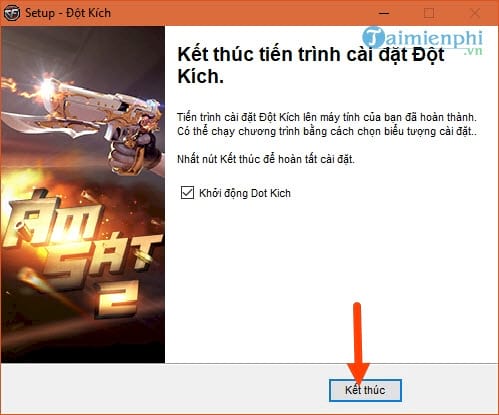 Setup - Đột Kích
Taimienphi
.vn
Kết thúc tiến trình cài đặt Đột
Kích.
Tiến trình cài đặt Đột Kích lên máy tính của bạn đã hoàn thành.
Có thể chạy chương trình bằng cách chọn biểu tượng cài đặt..
Nhất nút Kết thúc để hoàn tất cài đặt.
Khởi động Dot Kich
ÁM
SÁT
2
Kết thúc